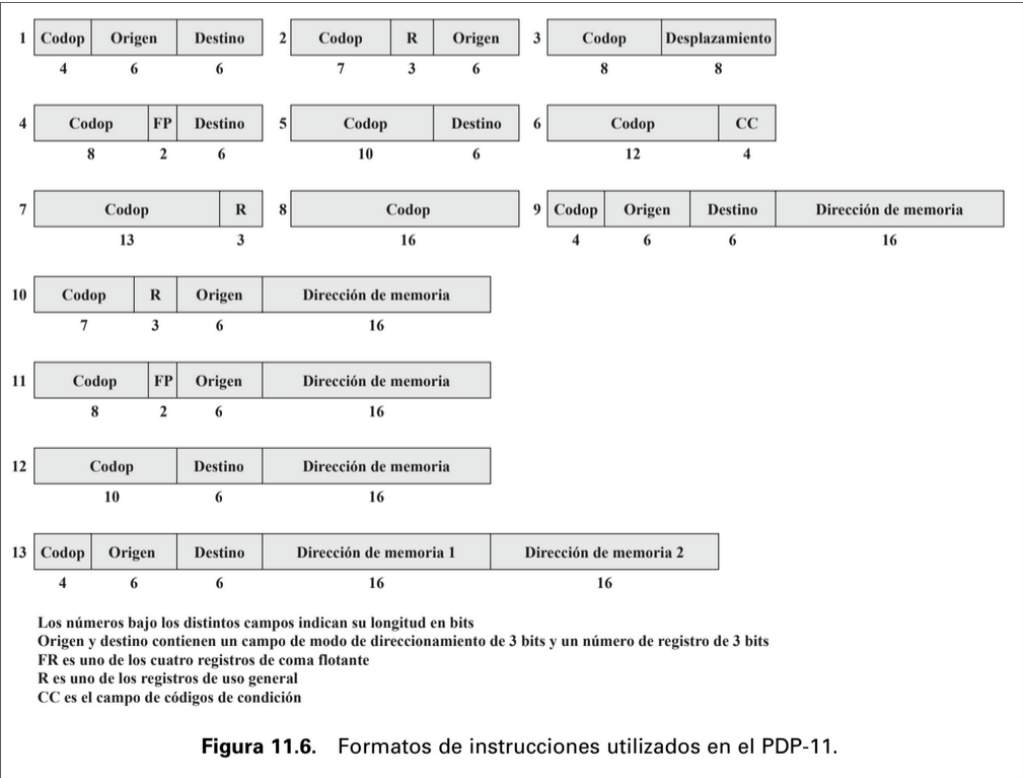 1 Codop Origen Destino 2 Codop R Origen 3 Codop Desplazamiento
4 6 6 7 3 6 8 8
4 Codop FP Destino 5 Codop Destino 6 Codop CC
8 2 6 10 6 12 4
7 Codop R 8 Codop 9 Codop Origen Destino Dirección de memoria
13 3 16 4 6 6 16
10 Codop R Origen Dirección de memoria
7 3 6 16
11 Codop FP Origen Dirección de memoria
8 2 6 16
12 Codop Destino Dirección de memoria
10 6 16
13 Codop Origen Destino Dirección de memoria 1 Dirección de memoria 2
4 6 6 16 16
Los números bajo los distintos campos indican su longitud en bits
Origen y destino contienen un campo de modo de direccionamiento de 3 bits y un número de registro de 3 bits
FR es uno de los cuatro registros de coma flotante
R es uno de los registros de uso general
CC es el campo de códigos de condición
Figura 11.6. Formatos de instrucciones utilizados en el PDP-11.